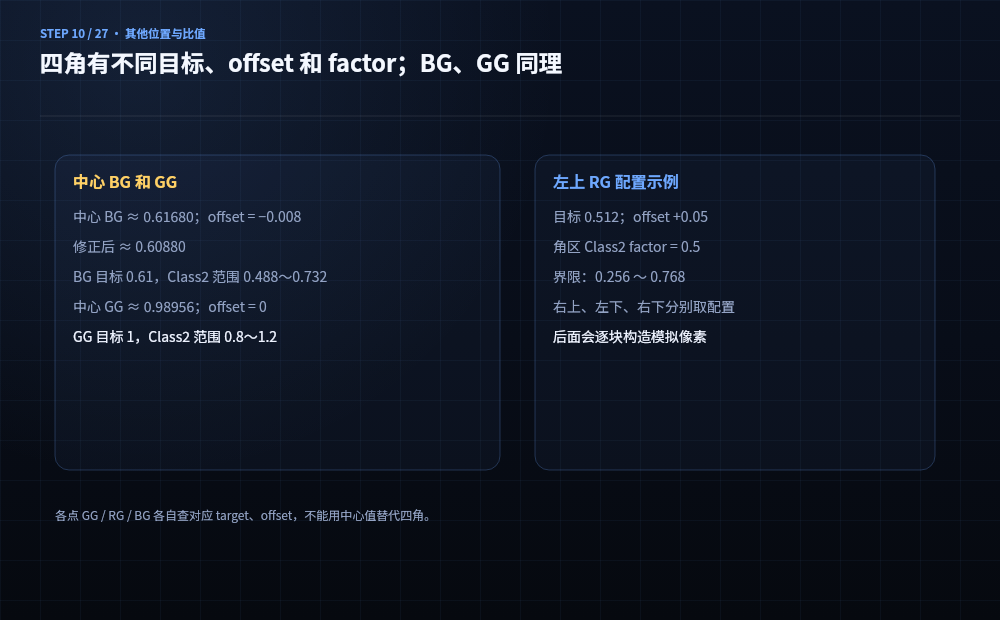 STEP 10 / 27 · 其他位置与比值
四角有不同目标、offset 和 factor；BG、GG 同理
中心 BG 和 GG
中心 BG ≈ 0.61680；offset = −0.008
修正后 ≈ 0.60880
BG 目标 0.61，Class2 范围 0.488～0.732
中心 GG ≈ 0.98956；offset = 0
GG 目标 1，Class2 范围 0.8～1.2
左上 RG 配置示例
目标 0.512；offset +0.05
角区 Class2 factor = 0.5
界限：0.256 ～ 0.768
右上、左下、右下分别取配置
后面会逐块构造模拟像素
各点 GG / RG / BG 各自查对应 target、offset，不能用中心值替代四角。